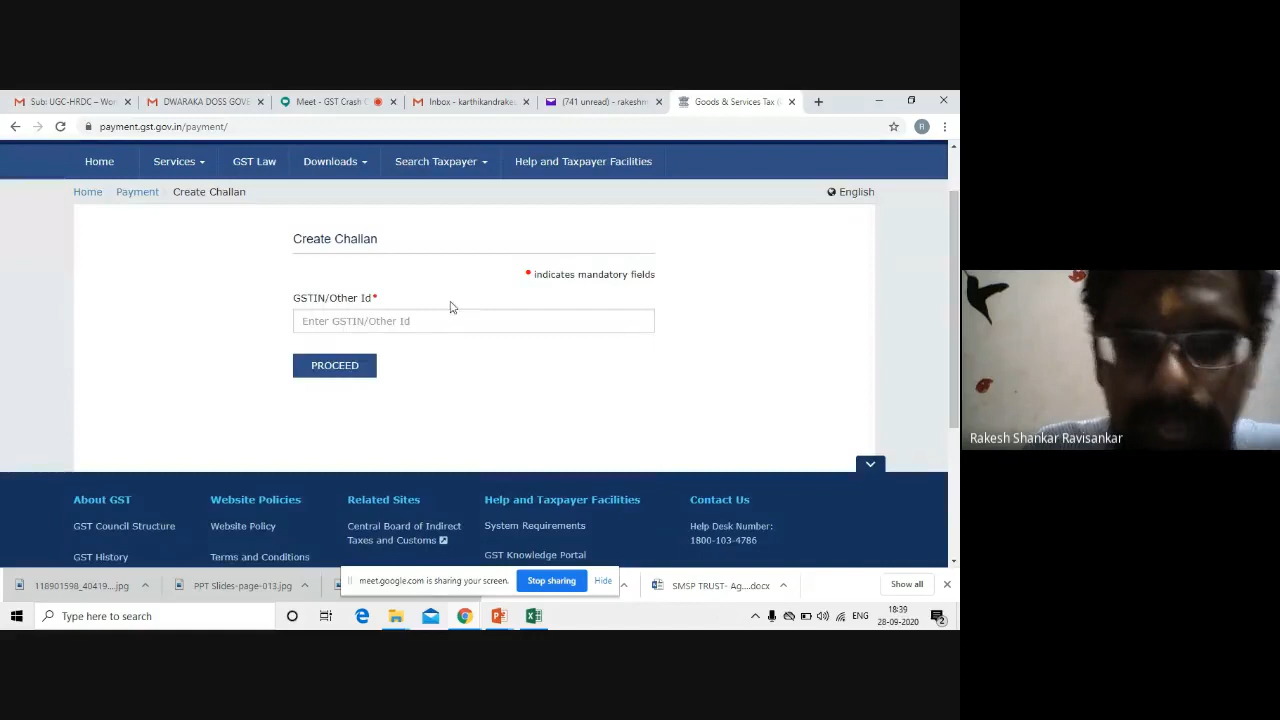 Subi UGC-HRDC – Wor
DWARAKA DOSS GOVE
Meet - GST Crash C
Inbox - karthikandrakes
(741 unread) - rakeshm
Goods & Services Tax (
payment.gst.gov.in/payment/
Home
Services
GST Law
Downloads
Search Taxpayer
Help and Taxpayer Facilities
Home Payment Create Challan
English
Create Challan
• indicates mandatory fields
GSTIN/Other Id•
Enter GSTIN/Other Id
PROCEED
Rakesh Shankar Ravisankar
About GST
Website Policies
Related Sites
Help and Taxpayer Facilities
Contact Us
GST Council Structure
Website Policy
Central Board of Indirect
Taxes and Customs
System Requirements
Help Desk Number:
1800-103-4786
GST History
Terms and Conditions
GST Knowledge Portal
118901598_40419...jpg
PPT Slides-page-013.jpg
meet.google.com is sharing your screen.
Stop sharing
Hide
SMSP TRUST- Ag....docx
Show all
Type here to search
ENG
18:39
28-09-2020
2